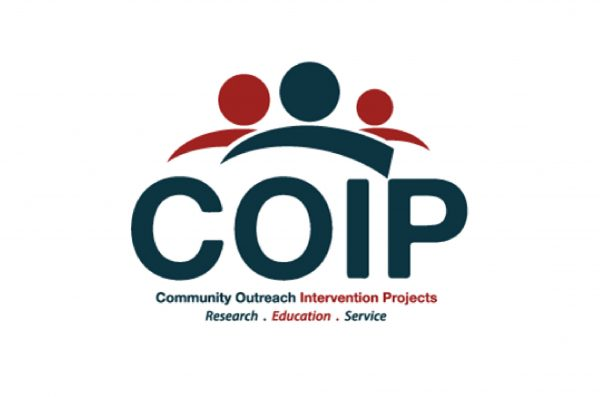 COIP
Community Outreach Intervention Projects
Research . Education . Service